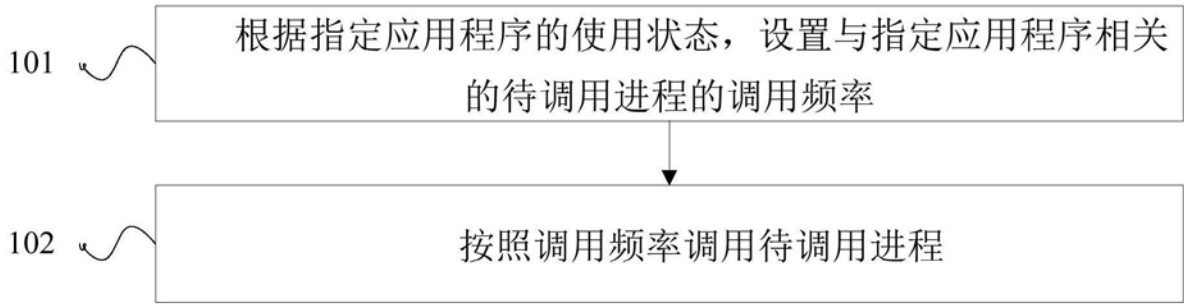 101
根据指定应用程序的使用状态，设置与指定应用程序相关
的待调用进程的调用频率
102
按照调用频率调用待调用进程